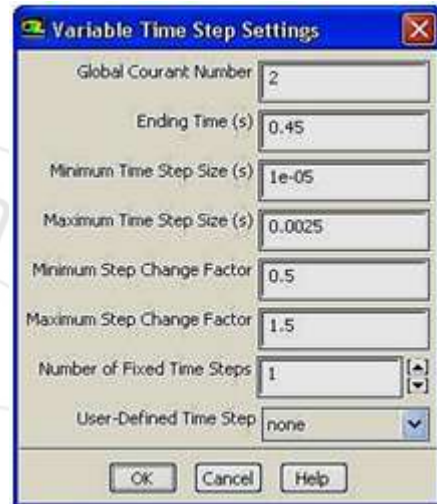 Variable Time Step Settings
Global Courant Number 2
Ending Time (s) 0.45
Minimum Time Step Size (s) 1e-05
Maximum Time Step Size (s) 0.0025
Minimum Step Change Factor 0.5
Maximum Step Change Factor 1.5
Number of Fixed Time Steps 1
User-Defined Time Step none
OK Cancel Help